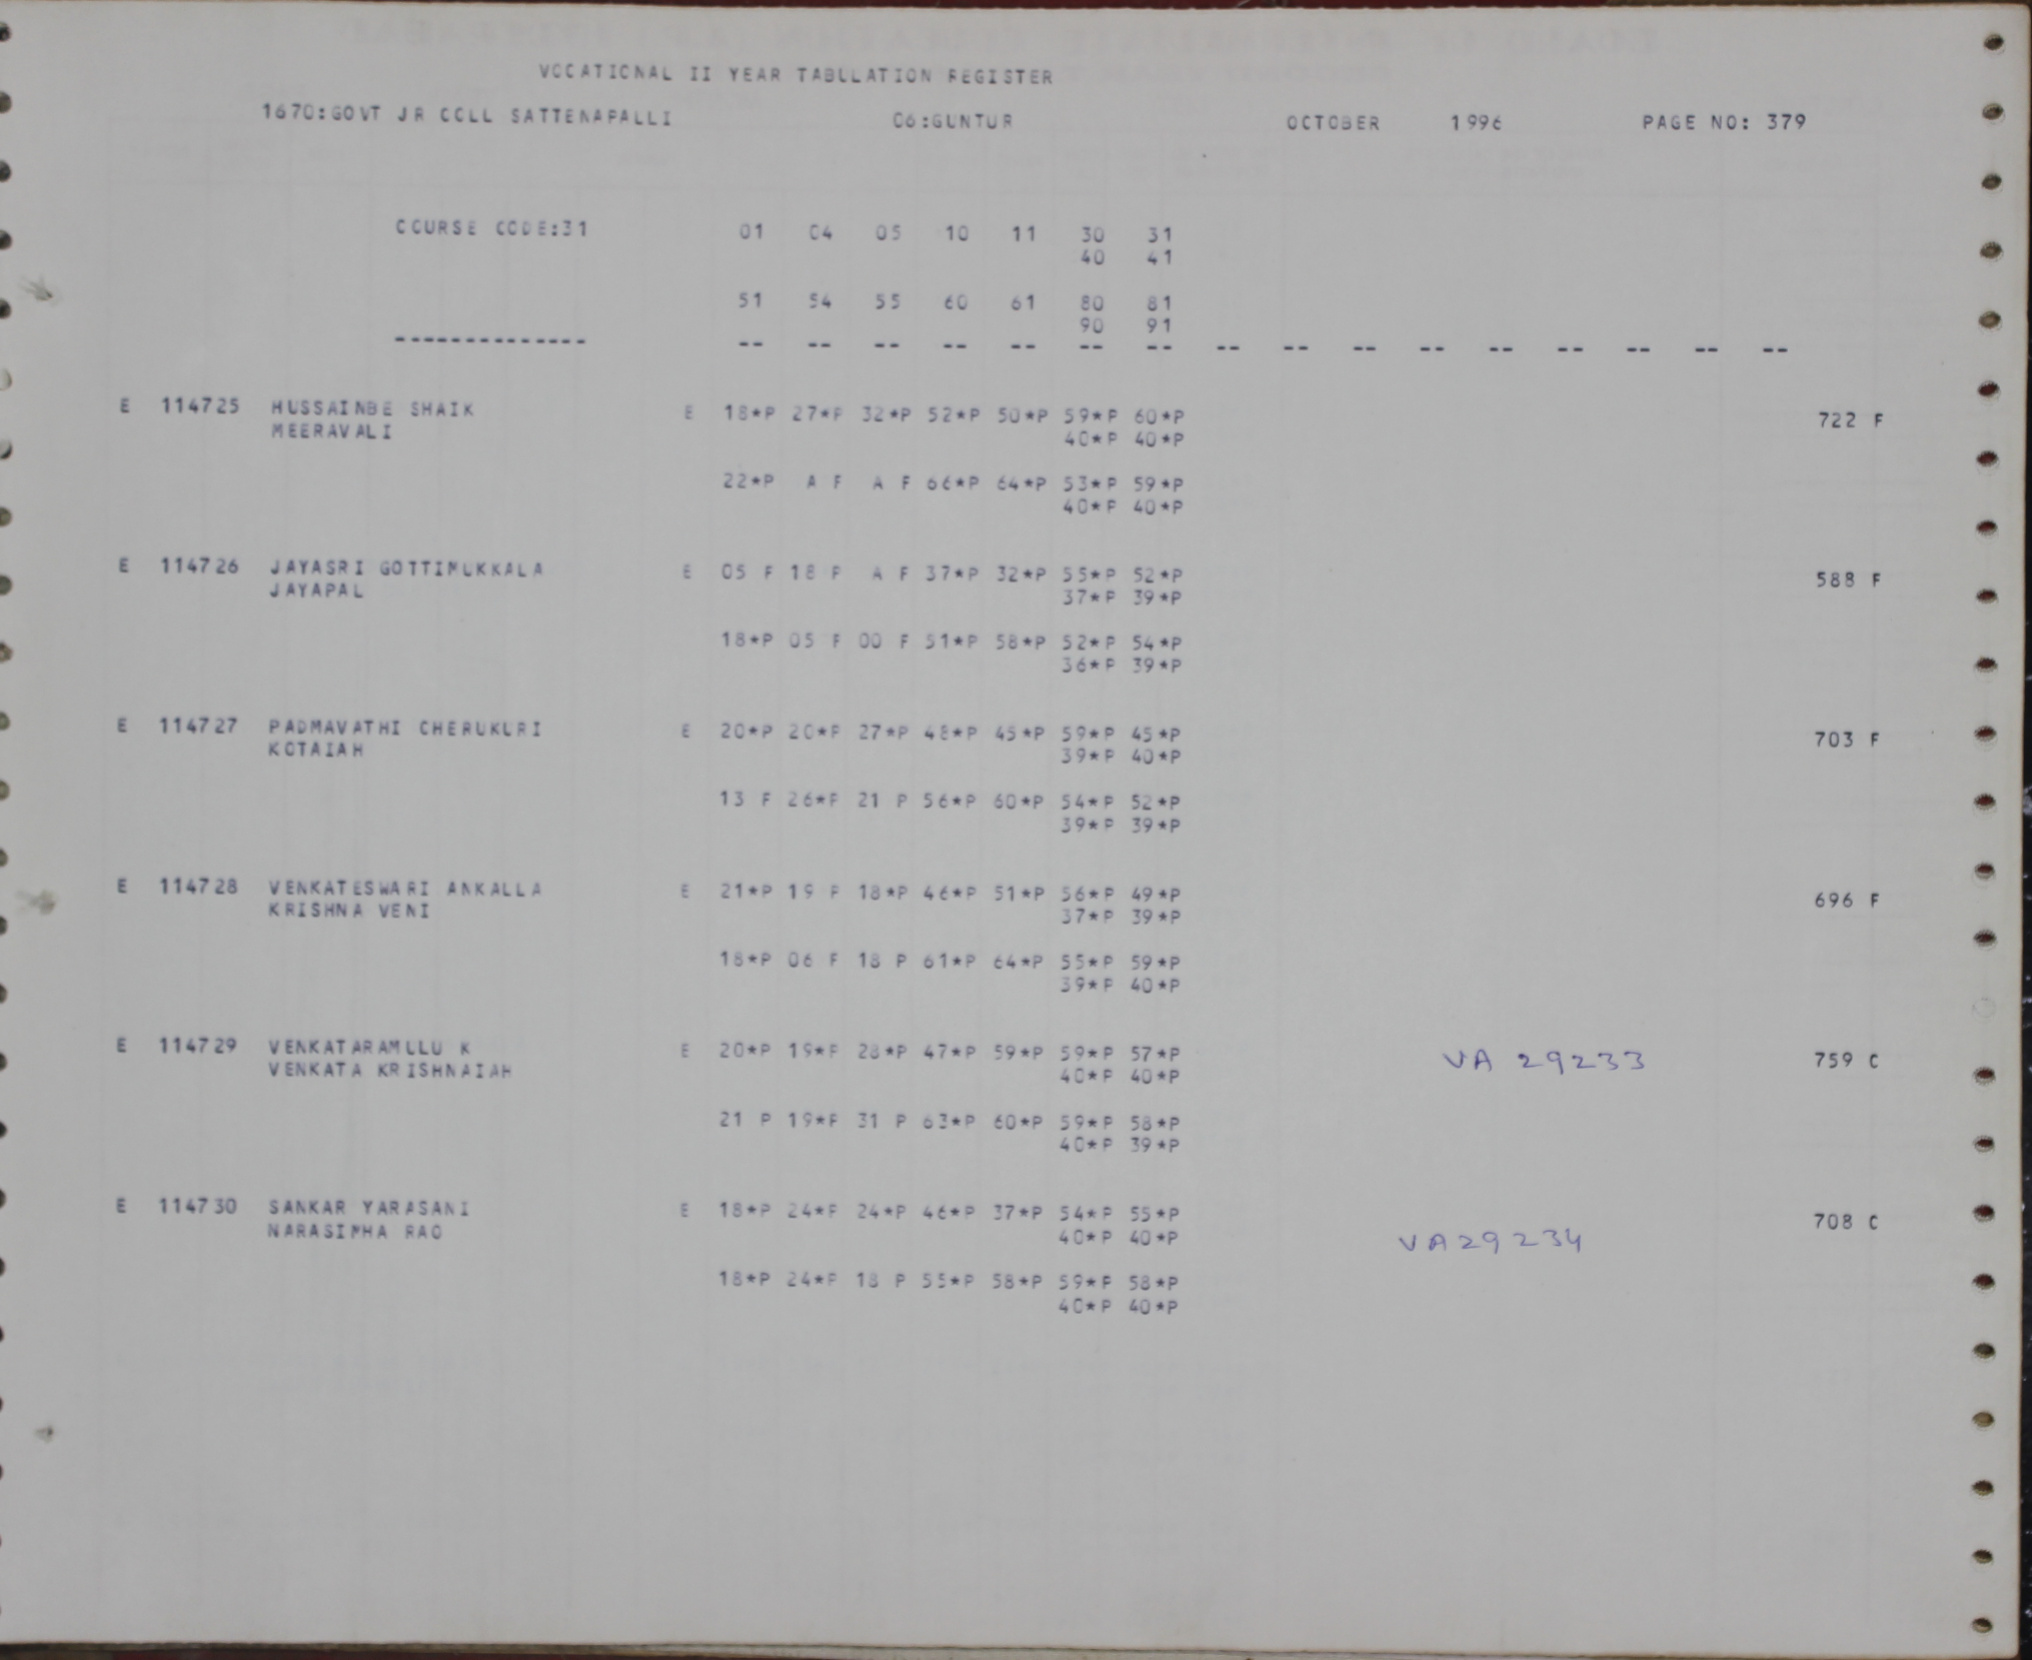 VOCATIONAL II YEAR TABULATION REGISTER
1670:GOVT JR COLL SATTENAPALLI 06:GUNTUR OCTOBER 1996 PAGE NO: 379
COURSE CODE:31 01 04 05 10 11 30 31
40 41
51 54 55 60 61 80 81
90 91
-------------- -- -- -- -- -- -- -- -- -- -- -- -- -- -- -- --
E 114725 HUSSAINBE SHAIK E 18*P 27*P 32*P 52*P 50*P 59*P 60*P 722 F
MEERAVALI 40*P 40*P
22*P A F A F 66*P 64*P 53*P 59*P
40*P 40*P
E 114726 JAYASRI GOTTIMUKKALA E 05 F 18 P A F 37*P 32*P 55*P 52*P 588 F
JAYAPAL 37*P 39*P
18*P 05 F 00 F 51*P 58*P 52*P 54*P
36*P 39*P
E 114727 PADMAVATHI CHERUKURI E 20*P 20*P 27*P 48*P 45*P 59*P 45*P 703 F
KOTAIAH 39*P 40*P
13 F 26*P 21 P 56*P 60*P 54*P 52*P
39*P 39*P
E 114728 VENKATESWARI ANKALLA E 21*P 19 P 18*P 46*P 51*P 56*P 49*P 696 F
KRISHNA VENI 37*P 39*P
18*P 06 F 18 P 61*P 64*P 55*P 59*P
39*P 40*P
E 114729 VENKATARAMULU K E 20*P 19*P 28*P 47*P 59*P 59*P 57*P VA 29233 759 C
VENKATA KRISHNAIAH 40*P 40*P
21 P 19*P 31 P 63*P 60*P 59*P 58*P
40*P 39*P
E 114730 SANKAR YARASANI E 18*P 24*P 24*P 46*P 37*P 54*P 55*P 708 C
NARASIMHA RAO 40*P 40*P VA29234
18*P 24*P 18 P 55*P 58*P 59*P 58*P
40*P 40*P